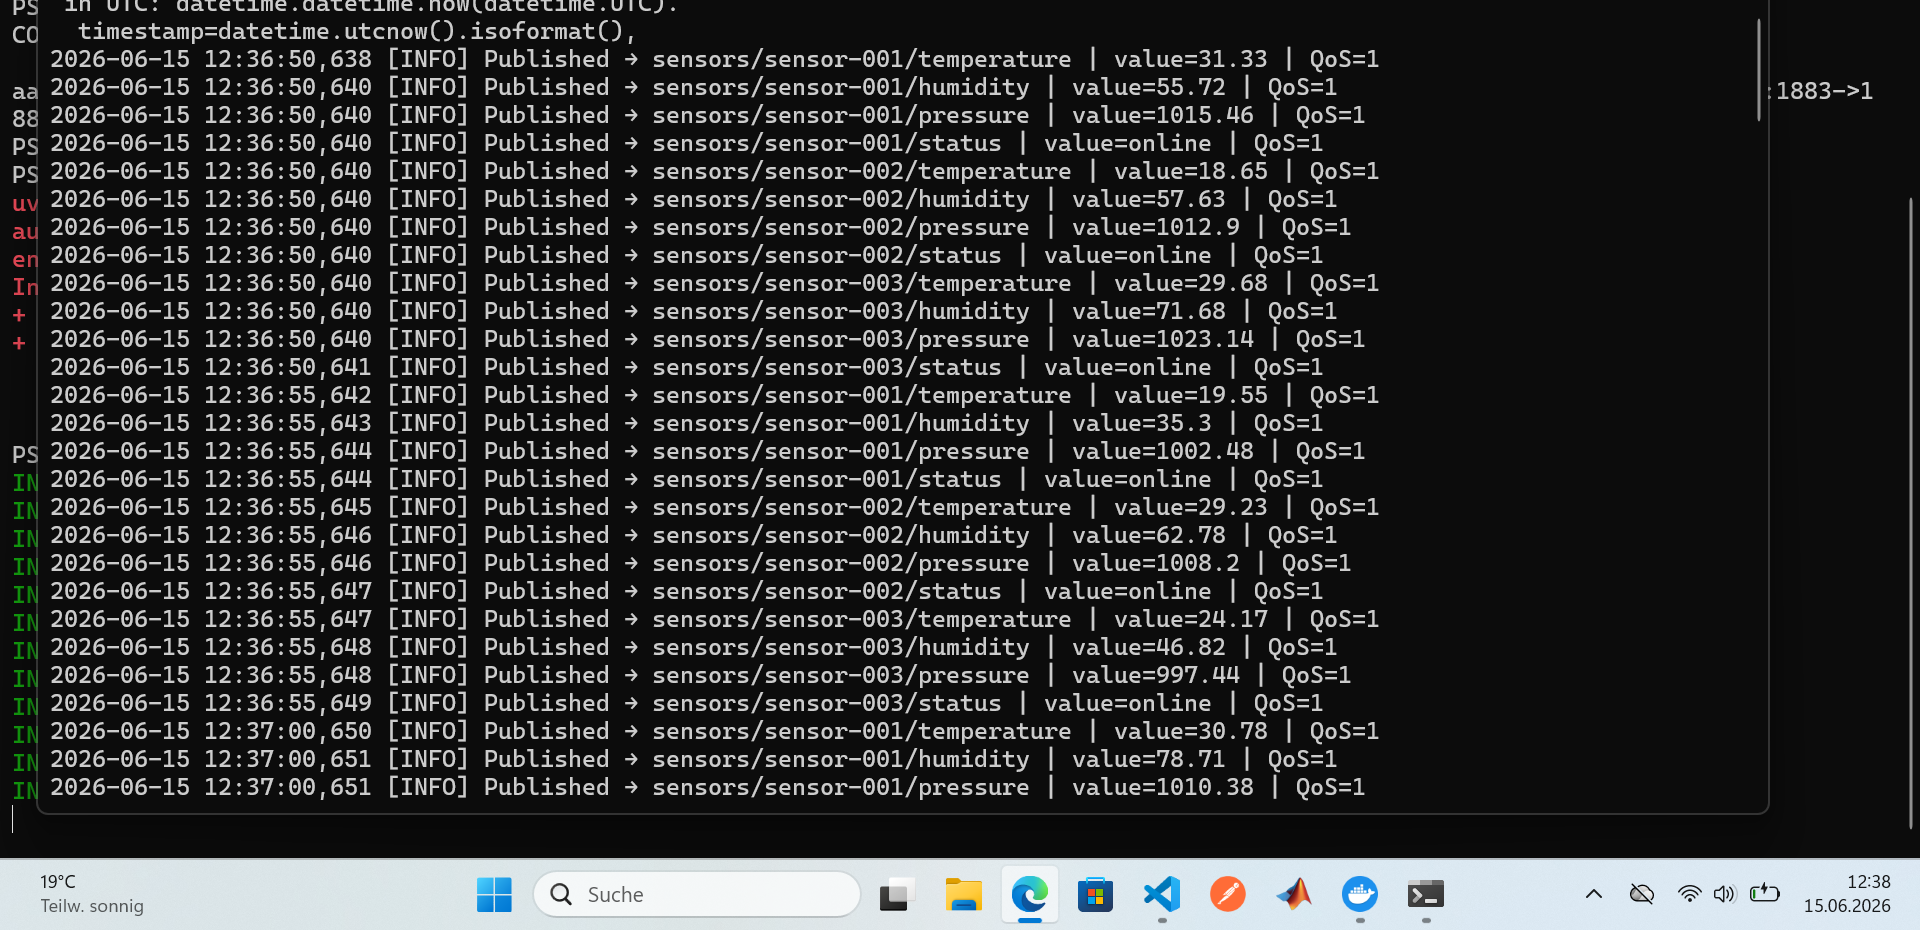 in UTC: datetime.datetime.now(datetime.UTC).
timestamp=datetime.utcnow().isoformat(),
2026-06-15 12:36:50,638 [INFO] Published → sensors/sensor-001/temperature | value=31.33 | QoS=1
2026-06-15 12:36:50,640 [INFO] Published → sensors/sensor-001/humidity | value=55.72 | QoS=1
2026-06-15 12:36:50,640 [INFO] Published → sensors/sensor-001/pressure | value=1015.46 | QoS=1
2026-06-15 12:36:50,640 [INFO] Published → sensors/sensor-001/status | value=online | QoS=1
2026-06-15 12:36:50,640 [INFO] Published → sensors/sensor-002/temperature | value=18.65 | QoS=1
2026-06-15 12:36:50,640 [INFO] Published → sensors/sensor-002/humidity | value=57.63 | QoS=1
2026-06-15 12:36:50,640 [INFO] Published → sensors/sensor-002/pressure | value=1012.9 | QoS=1
2026-06-15 12:36:50,640 [INFO] Published → sensors/sensor-002/status | value=online | QoS=1
2026-06-15 12:36:50,640 [INFO] Published → sensors/sensor-003/temperature | value=29.68 | QoS=1
2026-06-15 12:36:50,640 [INFO] Published → sensors/sensor-003/humidity | value=71.68 | QoS=1
2026-06-15 12:36:50,640 [INFO] Published → sensors/sensor-003/pressure | value=1023.14 | QoS=1
2026-06-15 12:36:50,641 [INFO] Published → sensors/sensor-003/status | value=online | QoS=1
2026-06-15 12:36:55,642 [INFO] Published → sensors/sensor-001/temperature | value=19.55 | QoS=1
2026-06-15 12:36:55,643 [INFO] Published → sensors/sensor-001/humidity | value=35.3 | QoS=1
2026-06-15 12:36:55,644 [INFO] Published → sensors/sensor-001/pressure | value=1002.48 | QoS=1
2026-06-15 12:36:55,644 [INFO] Published → sensors/sensor-001/status | value=online | QoS=1
2026-06-15 12:36:55,645 [INFO] Published → sensors/sensor-002/temperature | value=29.23 | QoS=1
2026-06-15 12:36:55,646 [INFO] Published → sensors/sensor-002/humidity | value=62.78 | QoS=1
2026-06-15 12:36:55,646 [INFO] Published → sensors/sensor-002/pressure | value=1008.2 | QoS=1
2026-06-15 12:36:55,647 [INFO] Published → sensors/sensor-002/status | value=online | QoS=1
2026-06-15 12:36:55,647 [INFO] Published → sensors/sensor-003/temperature | value=24.17 | QoS=1
2026-06-15 12:36:55,648 [INFO] Published → sensors/sensor-003/humidity | value=46.82 | QoS=1
2026-06-15 12:36:55,648 [INFO] Published → sensors/sensor-003/pressure | value=997.44 | QoS=1
2026-06-15 12:36:55,649 [INFO] Published → sensors/sensor-003/status | value=online | QoS=1
2026-06-15 12:37:00,650 [INFO] Published → sensors/sensor-001/temperature | value=30.78 | QoS=1
2026-06-15 12:37:00,651 [INFO] Published → sensors/sensor-001/humidity | value=78.71 | QoS=1
2026-06-15 12:37:00,651 [INFO] Published → sensors/sensor-001/pressure | value=1010.38 | QoS=1
PS
CO
aa
88
PS
PS
uv
au
en
In
+
+
PS
IN
IN
IN
IN
IN
IN
IN
IN
IN
IN
IN
IN
:1883->1
19°C
Teilw. sonnig
Suche
12:38
15.06.2026